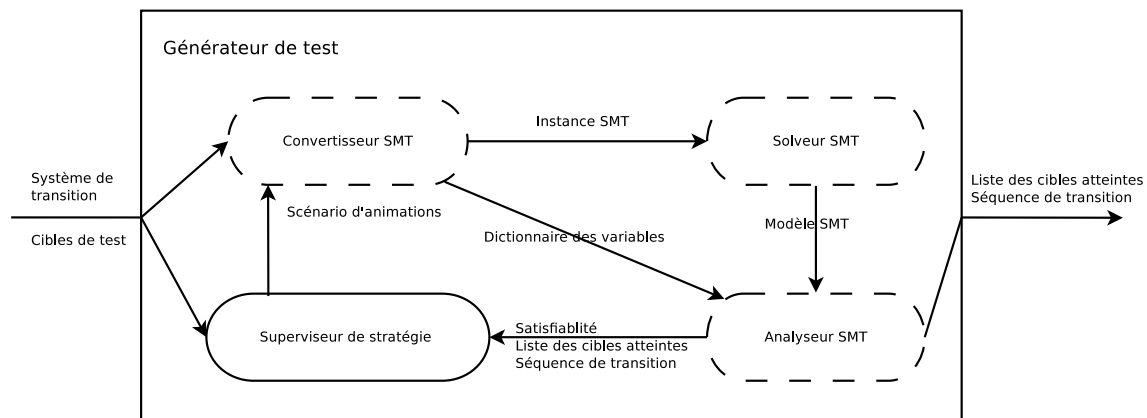 Générateur de test
Convertisseur SMT
Instance SMT
Solveur SMT
Système de
transition
Cibles de test
Scénario d'animations
Dictionnaire des variables
Modèle SMT
Liste des cibles atteintes
Séquence de transition
Superviseur de stratégie
Satisfiablité
Liste des cibles atteintes
Séquence de transition
Analyseur SMT